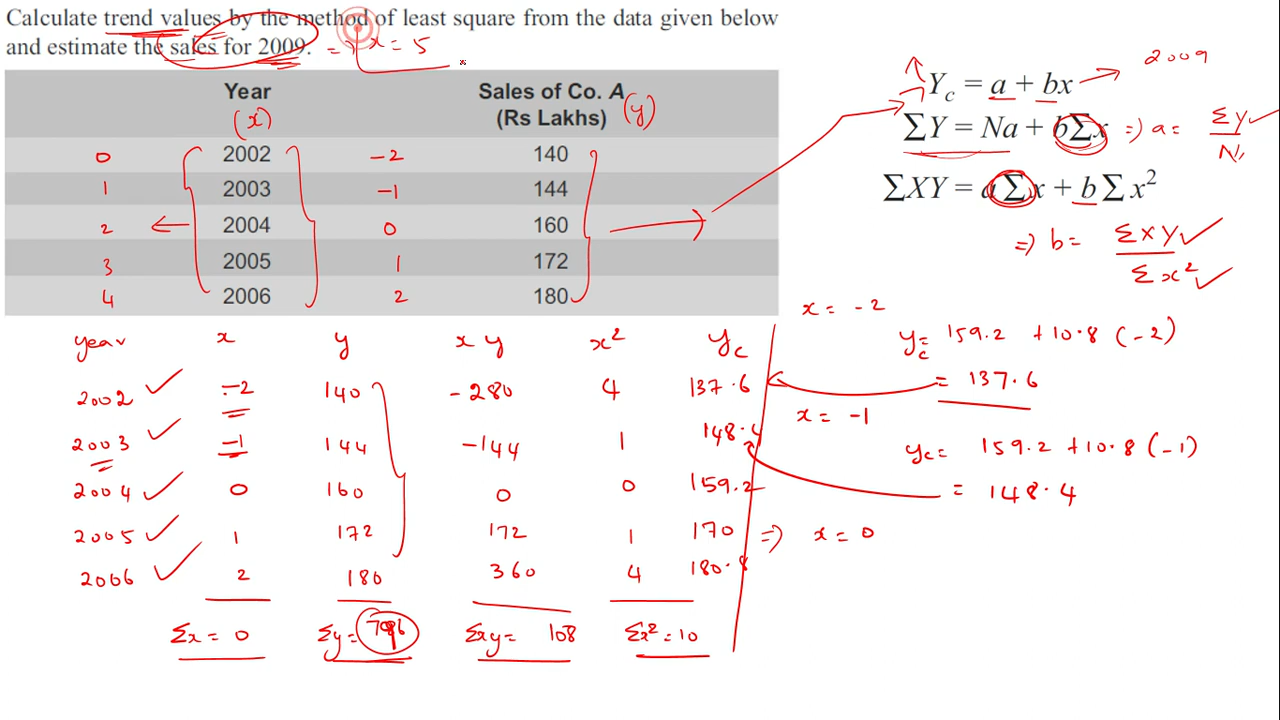 Calculate trend values by the method of least square from the data given below
and estimate the sales for 2009. ⇒ x = 5
Year Sales of Co. A
(x) (Rs Lakhs) (y)
0 2002 -2 140
1 2003 -1 144
2 2004 0 160
3 2005 1 172
4 2006 2 180
2009
Yc = a + bx
ΣY = Na + bΣx ⇒ a = ΣY / N
ΣXY = aΣx + bΣx²
⇒ b = ΣXY / Σx²
year x y xy x² Yc
2002 -2 140 -280 4 137.6
2003 -1 144 -144 1 148.4
2004 0 160 0 0 159.2
2005 1 172 172 1 170
2006 2 180 360 4 180.8
Σx = 0 Σy = Σxy = 108 Σx² = 10
x = -2
yc = 159.2 + 10.8 (-2)
= 137.6
x = -1
yc = 159.2 + 10.8 (-1)
= 148.4
⇒ x = 0